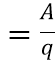 = A/q